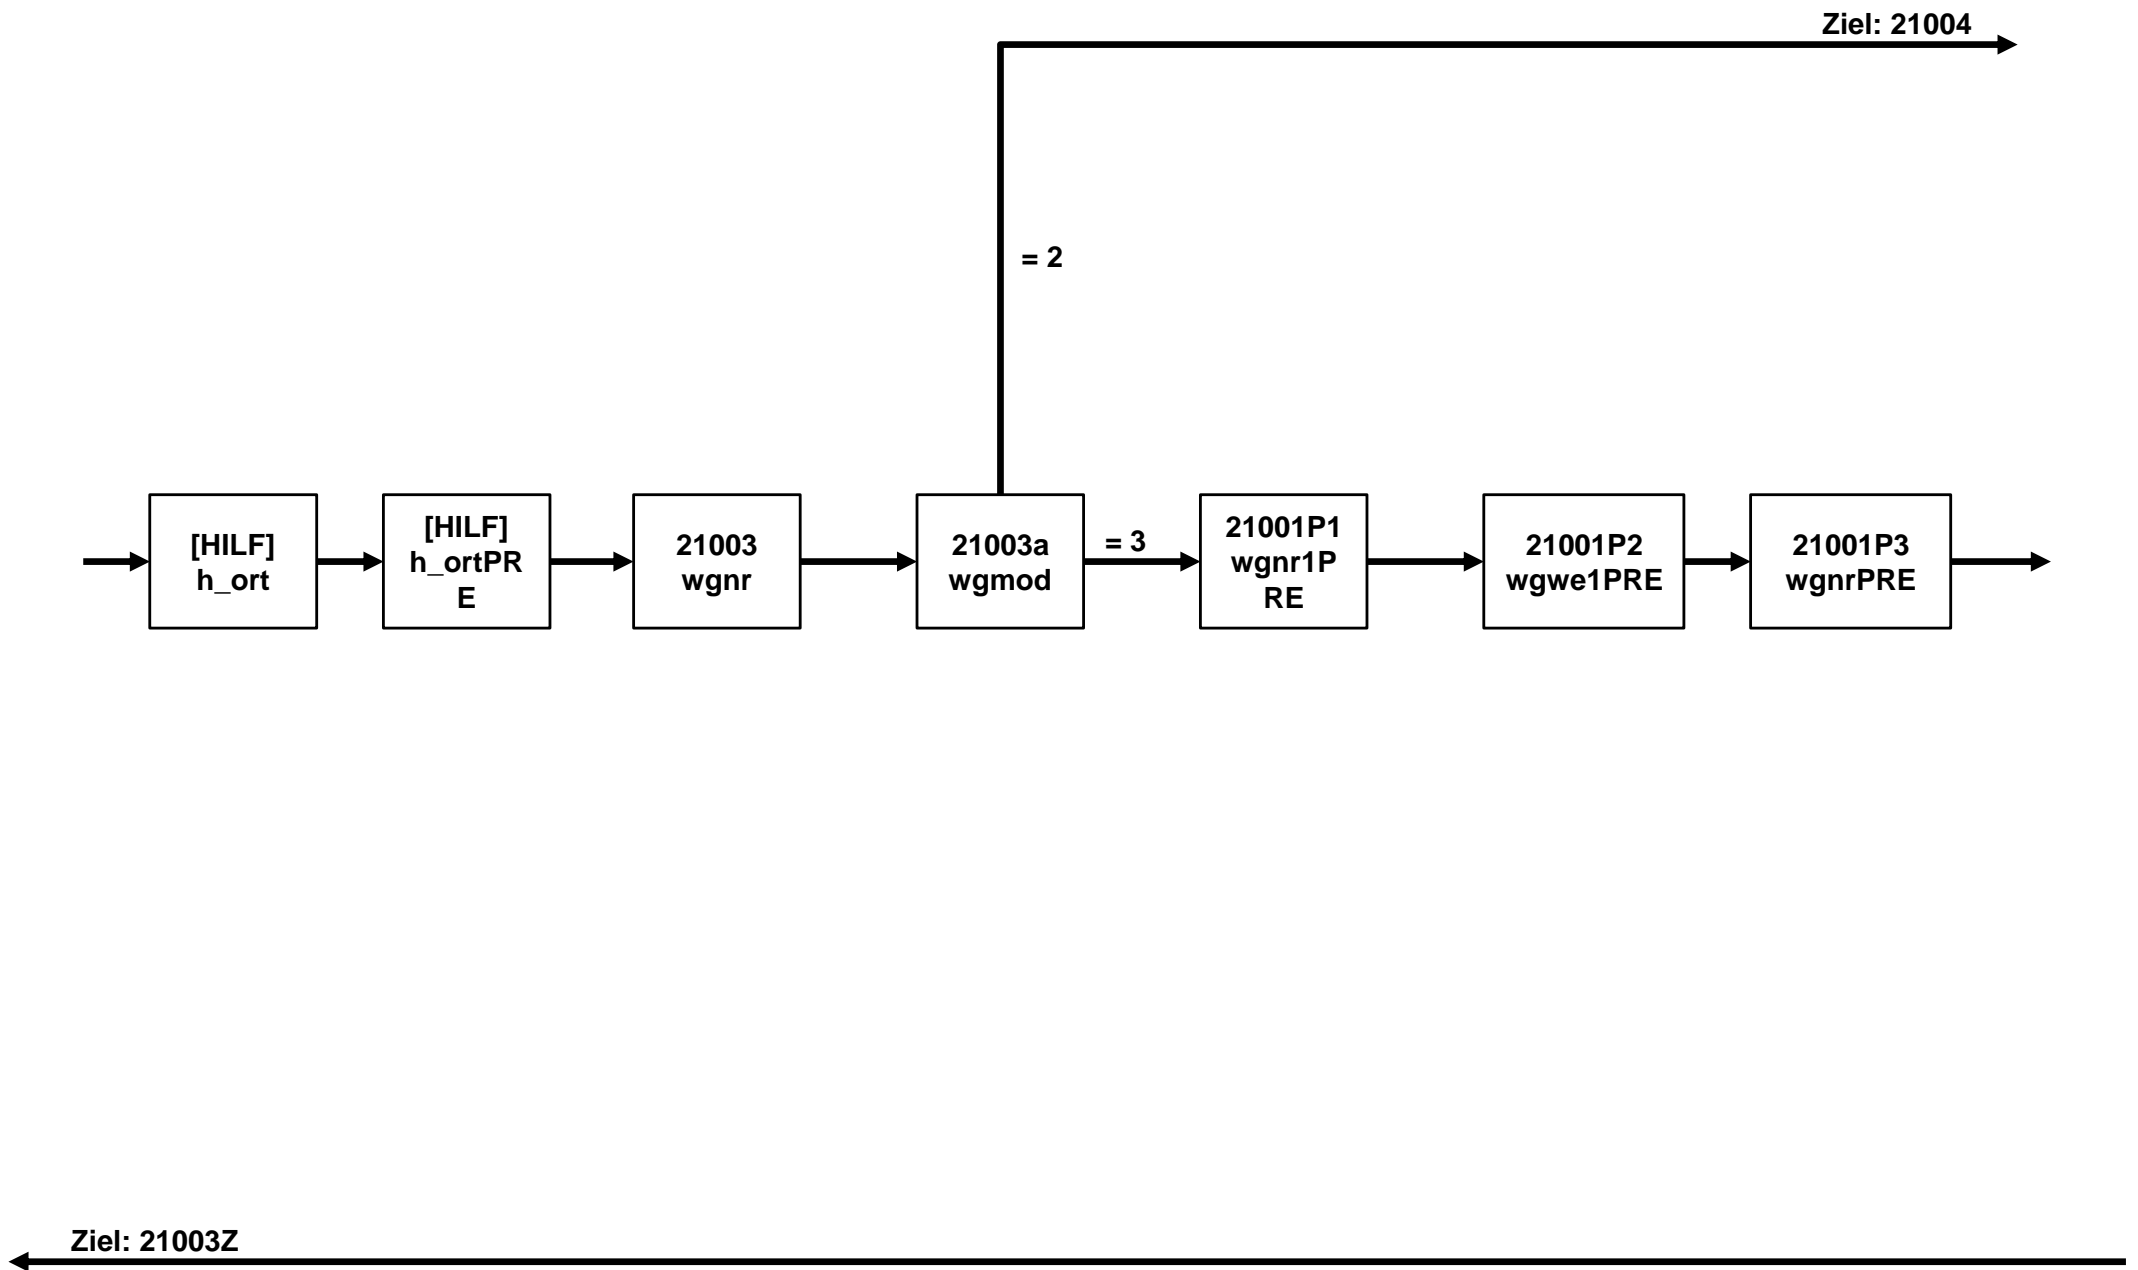 Ziel: 21004
= 2
[HILF]
h_ort
[HILF]
h_ortPR
E
21003
wgnr
21003a
wgmod
= 3
21001P1
wgnr1P
RE
21001P2
wgwe1PRE
21001P3
wgnrPRE
Ziel: 21003Z